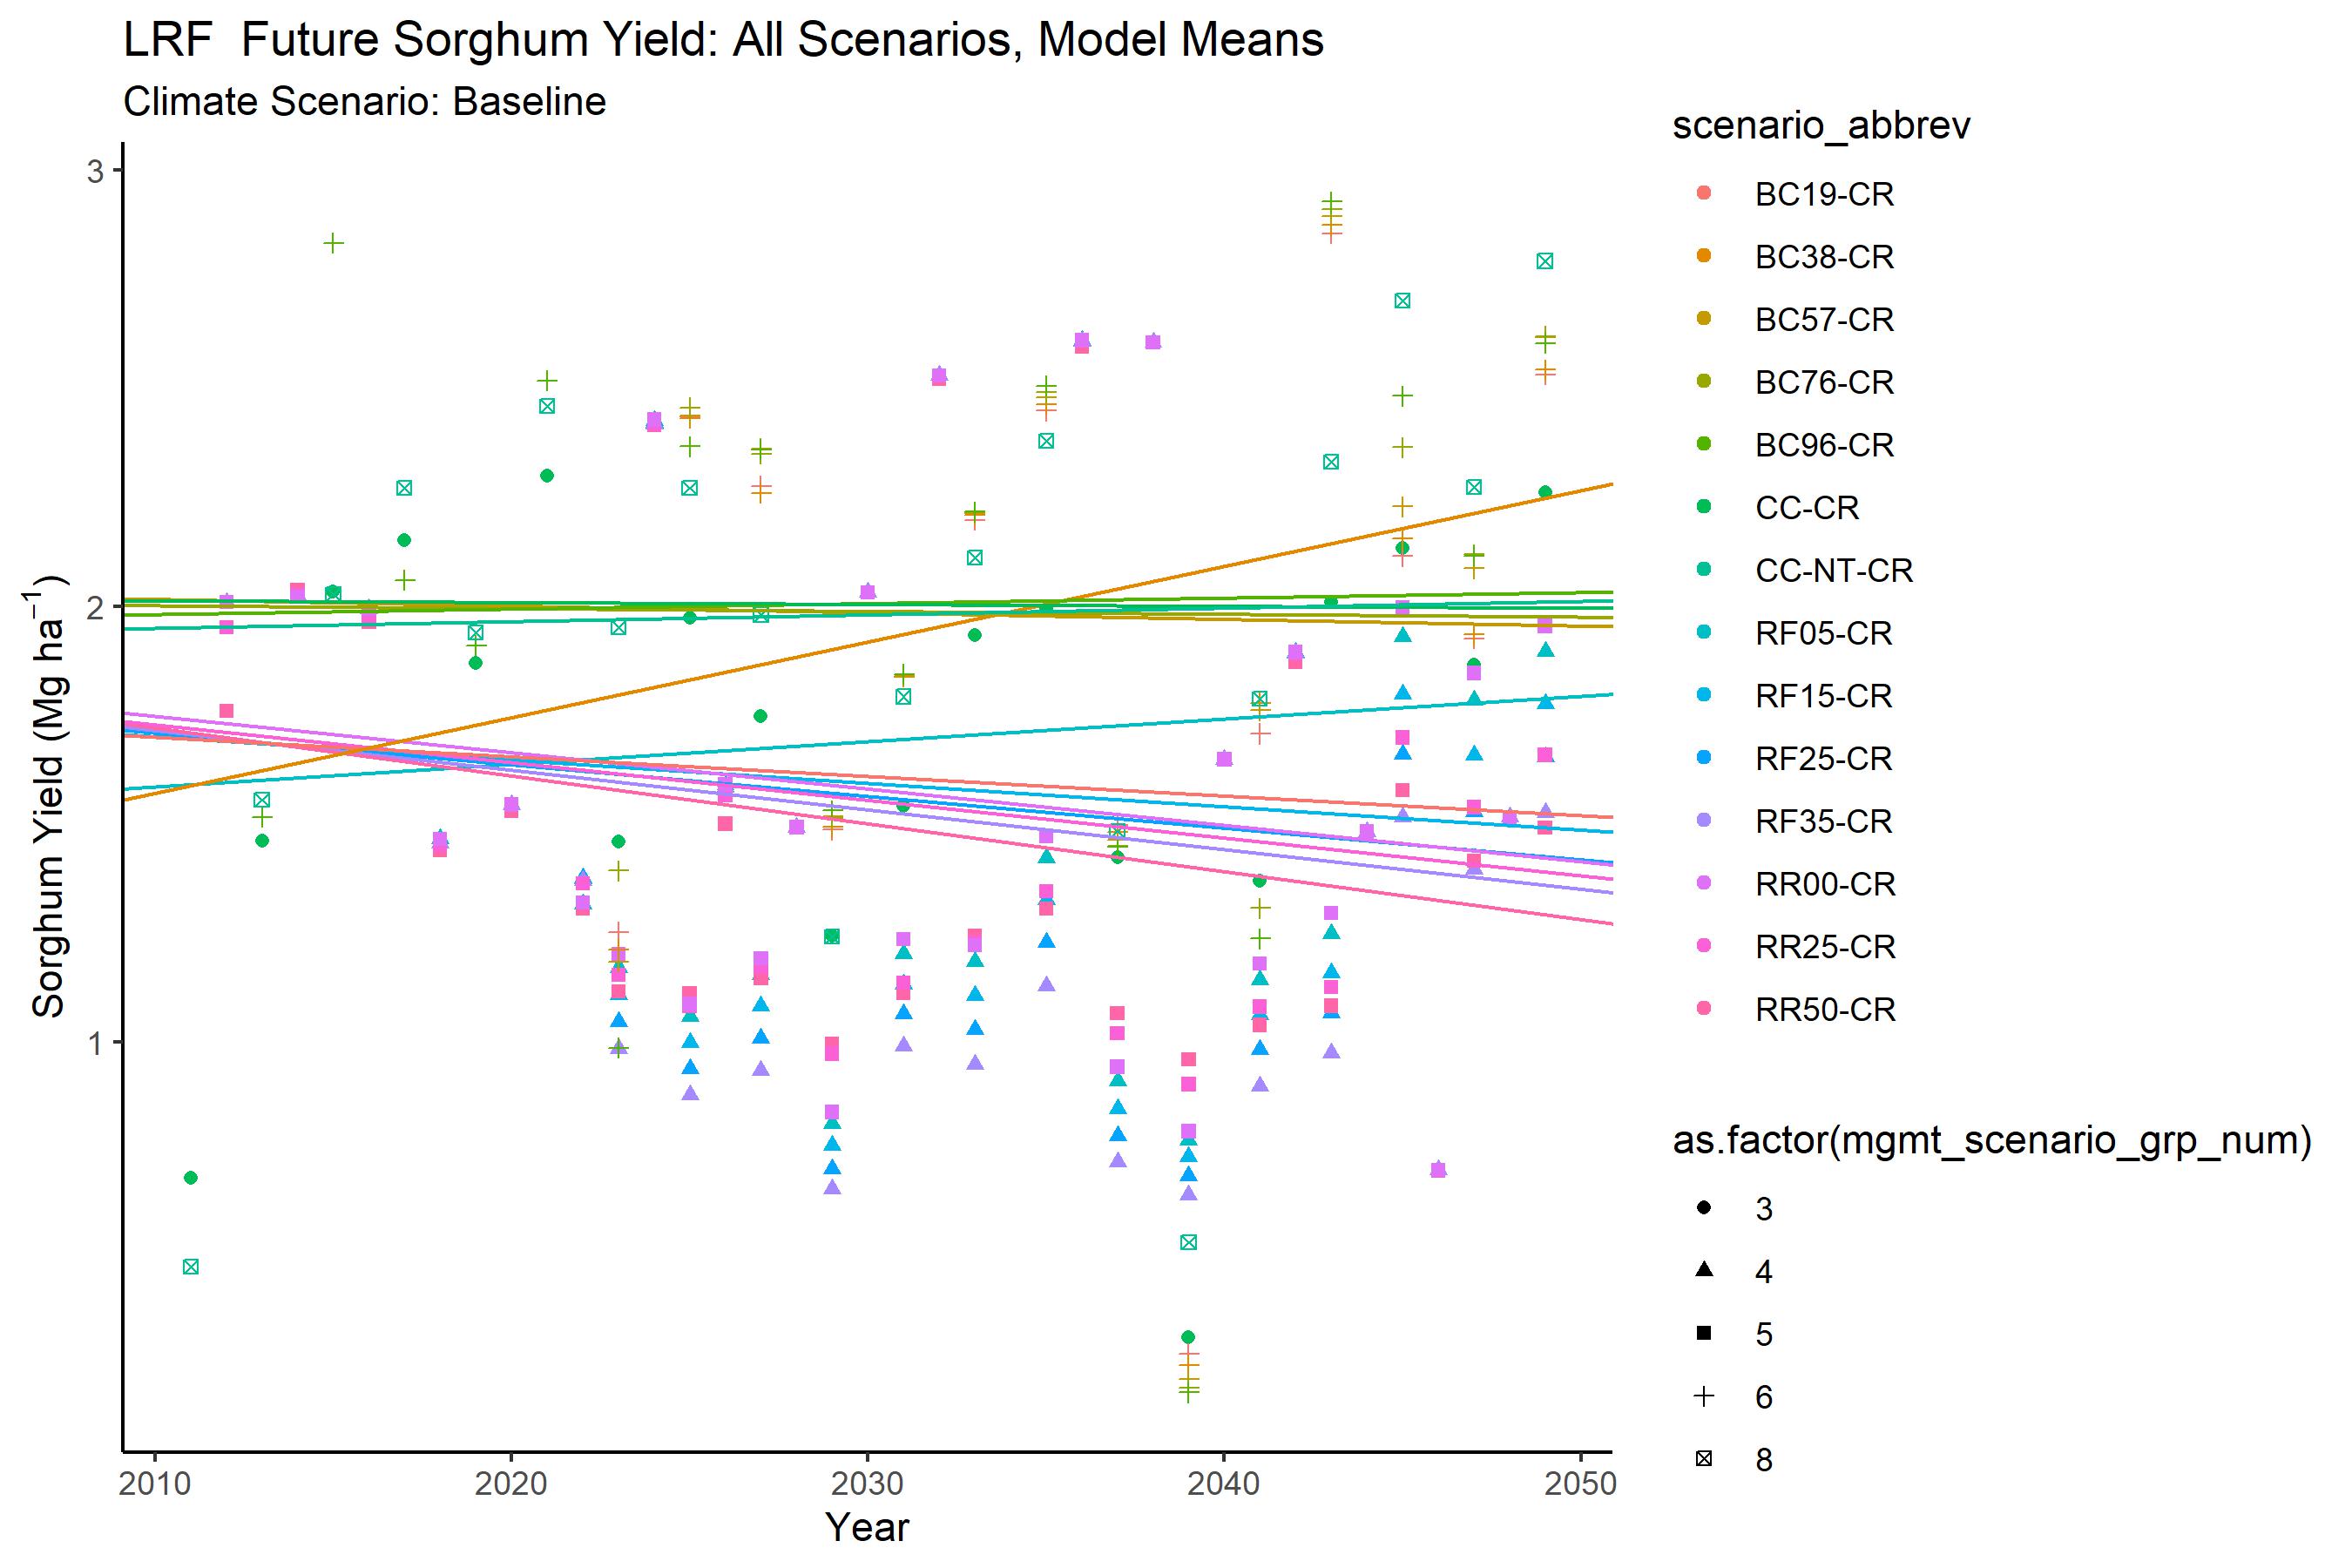 LRF  Future Sorghum Yield: All Scenarios, Model Means
Climate Scenario: Baseline
Sorghum Yield (Mg ha⁻¹)
3
2
1
2010
2020
2030
2040
2050
Year
scenario_abbrev
BC19-CR
BC38-CR
BC57-CR
BC76-CR
BC96-CR
CC-CR
CC-NT-CR
RF05-CR
RF15-CR
RF25-CR
RF35-CR
RR00-CR
RR25-CR
RR50-CR
as.factor(mgmt_scenario_grp_num)
3
4
5
6
8